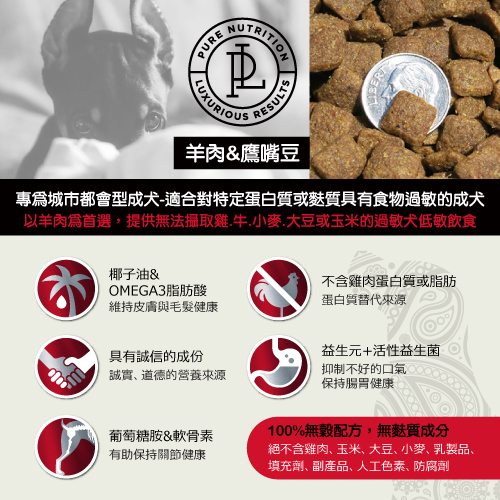 PURE NUTRITION
PL
LUXURIOUS RESULTS
LIBERTY
羊肉&鷹嘴豆
專為城市都會型成犬-適合對特定蛋白質或麩質具有食物過敏的成犬
以羊肉為首選，提供無法攝取雞.牛.小麥.大豆或玉米的過敏犬低敏飲食
椰子油&
OMEGA3脂肪酸
維持皮膚與毛髮健康
不含雞肉蛋白質或脂肪
蛋白質替代來源
具有誠信的成份
誠實、道德的營養來源
益生元+活性益生菌
抑制不好的口氣
保持腸胃健康
葡萄糖胺&軟骨素
有助保持關節健康
100%無穀配方，無麩質成分
絕不含雞肉、玉米、大豆、小麥、乳製品、
填充劑、副產品、人工色素、防腐劑